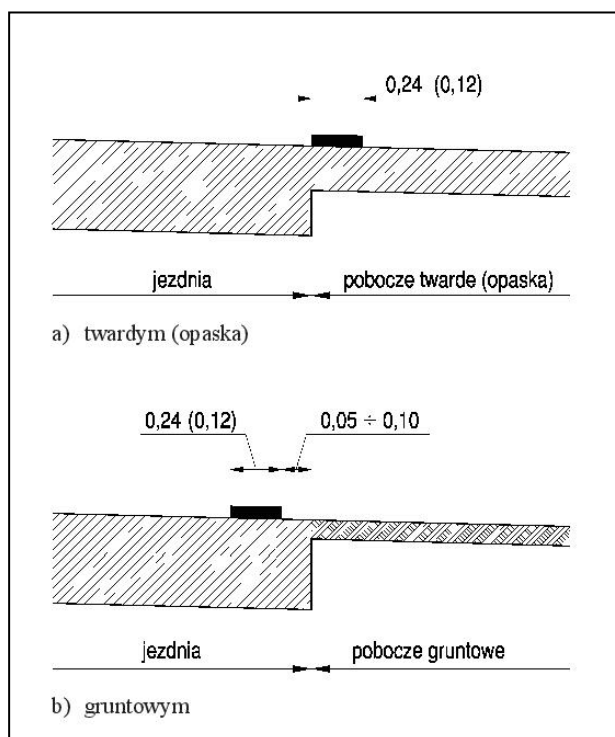 0,24 (0,12)
jezdnia
pobocze twarde (opaska)
a) twardym (opaska)
0,24 (0,12)
0,05 ÷ 0,10
jezdnia
pobocze gruntowe
b) gruntowym